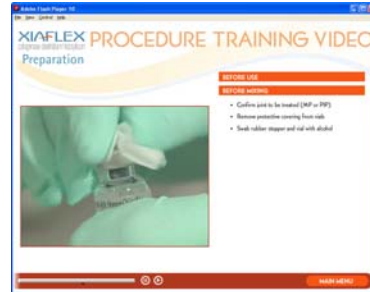 Adobe Flash Player 10
File View Control Help
XIAFLEX PROCEDURE TRAINING VIDEO
Preparation
BEFORE USE
BEFORE MIXING
• Confirm joint to be treated (MP or PIP)
• Remove protective covering from vials
• Swab rubber stopper and vial with alcohol
MAIN MENU